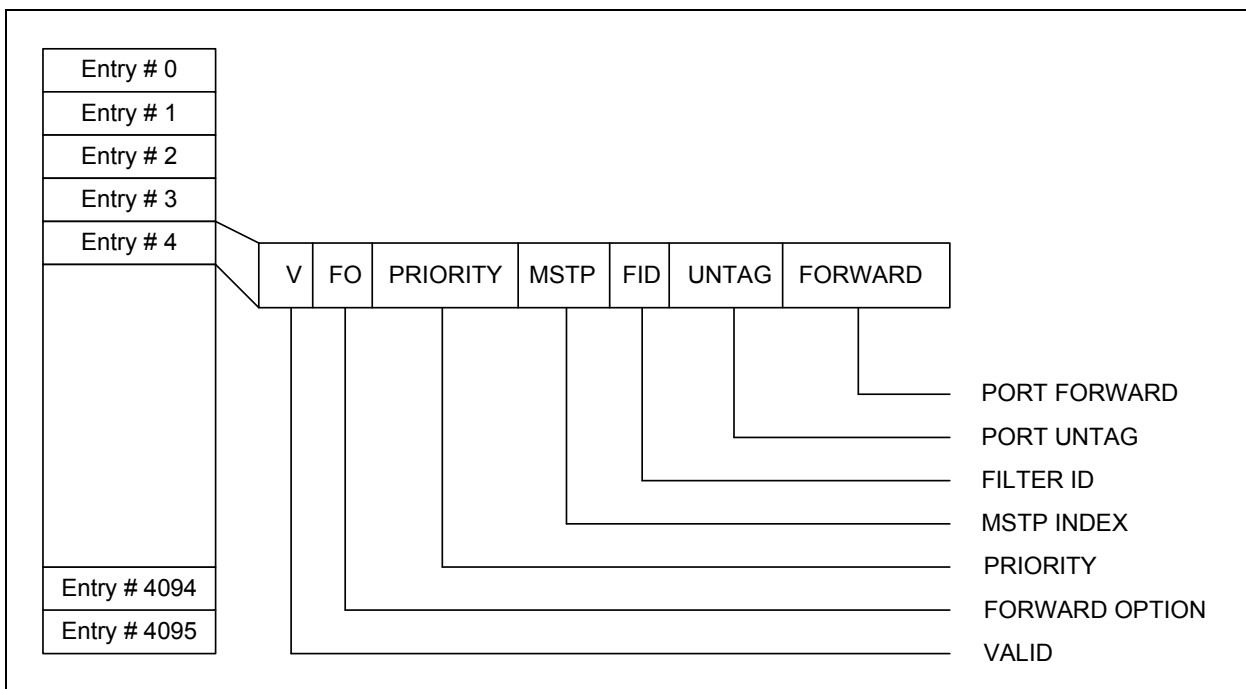 Entry # 0
Entry # 1
Entry # 2
Entry # 3
Entry # 4
V FO PRIORITY MSTP FID UNTAG FORWARD
PORT FORWARD
PORT UNTAG
FILTER ID
MSTP INDEX
PRIORITY
FORWARD OPTION
VALID
Entry # 4094
Entry # 4095